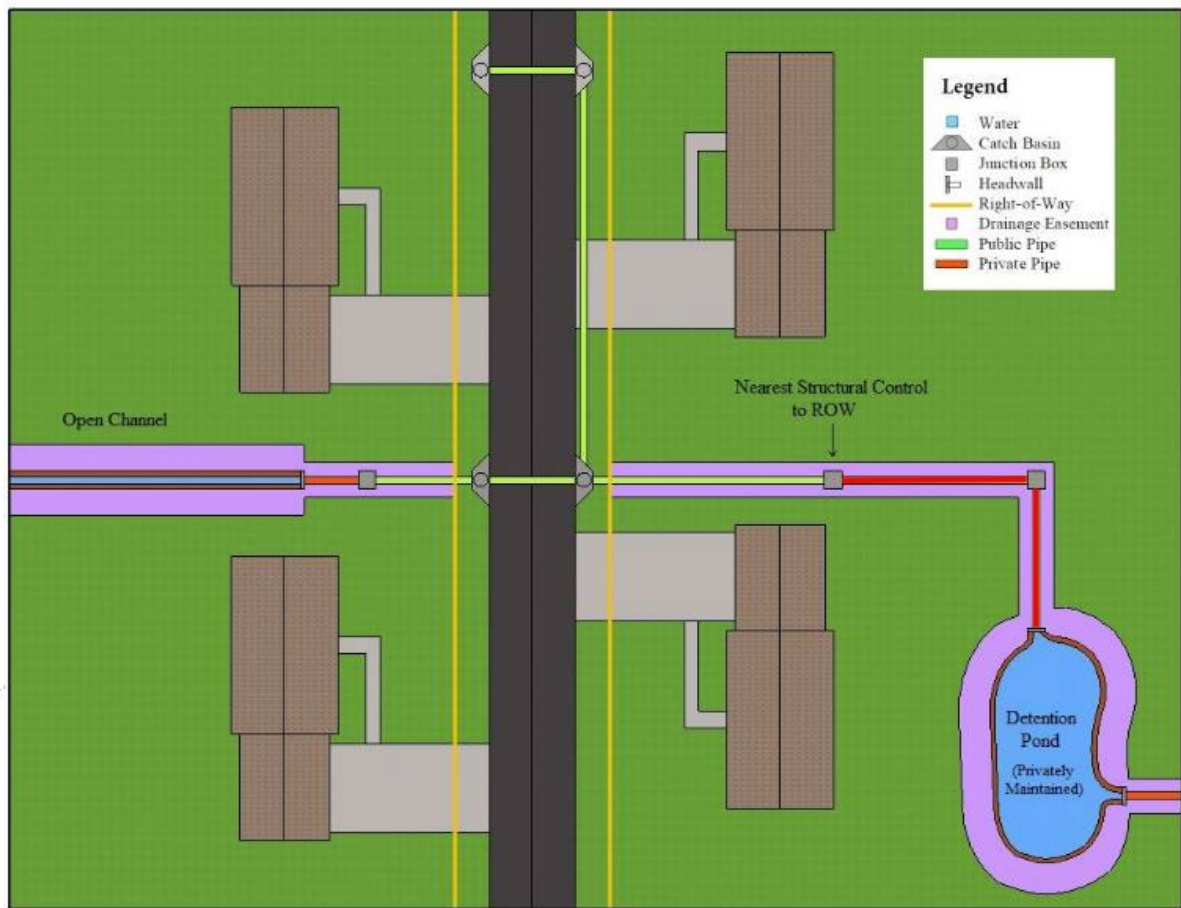 Legend
Water
Catch Basin
Junction Box
Headwall
Right-of-Way
Drainage Easement
Public Pipe
Private Pipe
Nearest Structural Control
to ROW
Open Channel
Detention
Pond
(Privately
Maintained)